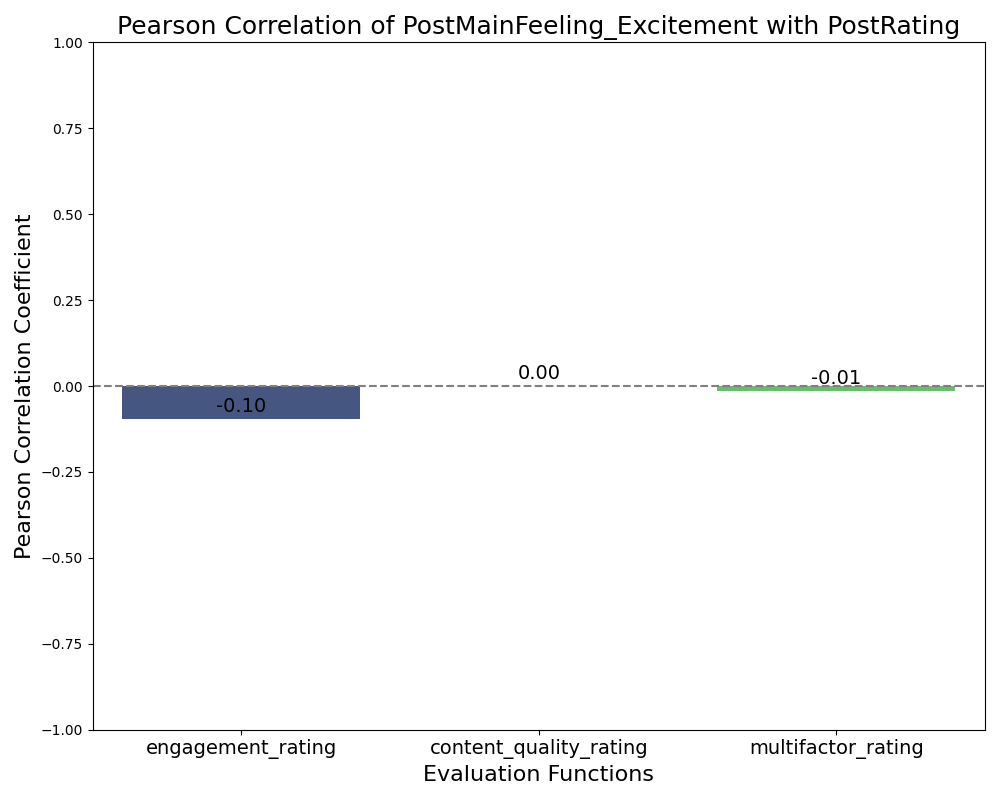 Pearson Correlation of PostMainFeeling_Excitement with PostRating
1.00
0.75
0.50
0.25
0.00
−0.25
−0.50
−0.75
−1.00
Pearson Correlation Coefficient
-0.10
0.00
-0.01
engagement_rating
content_quality_rating
multifactor_rating
Evaluation Functions